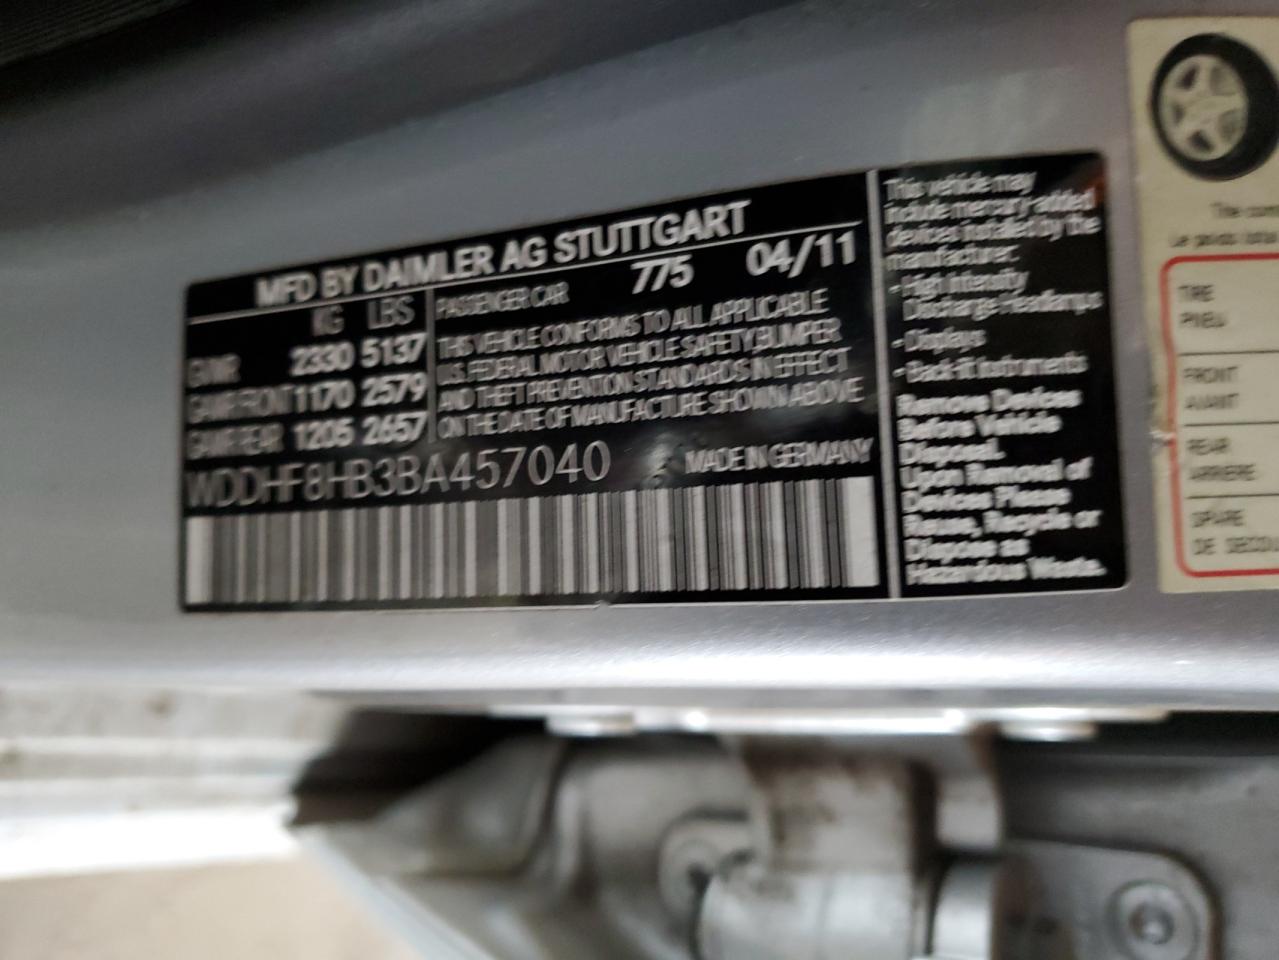 MFD BY DAIMLER AG STUTTGART
KG LBS
GVWR 2330 5137
GAWR FRONT 1170 2579
GAWR REAR 1205 2657
PASSENGER CAR 775 04/11
THIS VEHICLE CONFORMS TO ALL APPLICABLE
U.S. FEDERAL MOTOR VEHICLE SAFETY, BUMPER
AND THEFT PREVENTION STANDARDS IN EFFECT
ON THE DATE OF MANUFACTURE SHOWN ABOVE
WDDHF8HB3BA457040 MADE IN GERMANY
This vehicle may
include mercury-added
devices installed by the
manufacturer:
- High Intensity
Discharge Headlamps
- Displays
- Back-lit instruments
Remove Devices
Before Vehicle
Disposal.
Upon Removal of
Devices Please
Reuse, Recycle or
Dispose as
Hazardous Waste.
The com
TIRE
PNEU
FRONT
AVANT
REAR
ARRIERE
SPARE
DE SECOU